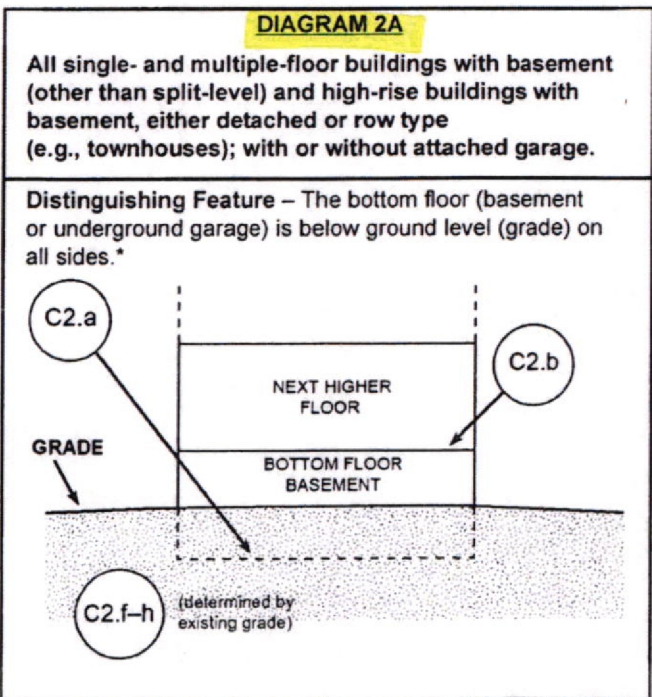 DIAGRAM 2A
All single- and multiple-floor buildings with basement
(other than split-level) and high-rise buildings with
basement, either detached or row type
(e.g., townhouses); with or without attached garage.
Distinguishing Feature – The bottom floor (basement
or underground garage) is below ground level (grade) on
all sides.*
C2.a
C2.b
NEXT HIGHER
FLOOR
GRADE
BOTTOM FLOOR
BASEMENT
C2.f–h
(determined by
existing grade)